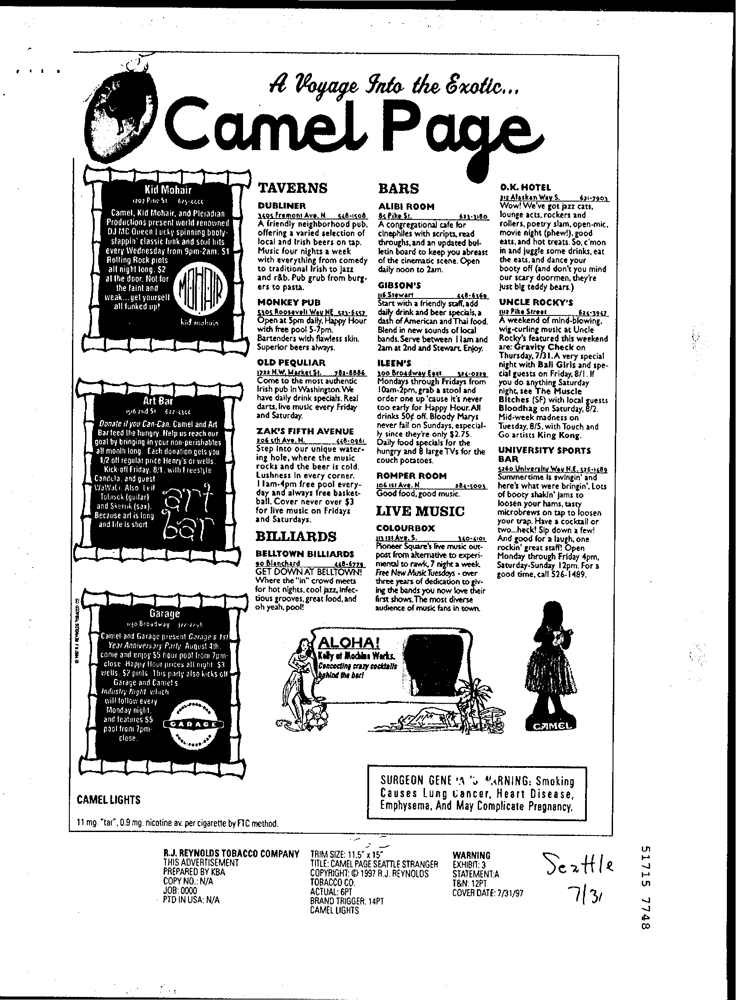 A Voyage Into the Exotic...
Camel Page
Kid Mohair
1207 Pine St
Camel, Kid Mohair, and Pleiadian
Productions present world renowned
DJ MC Queen Lucky spinning booty-
slappin' classic funk and soul hits
every Wednesday from 9pm-2am. $1
Rolling Rock pints
all night long. $2
at the door. Not for
the faint and
weak...get yourself
all funked up!
MOHAIR
kid mohair
Art Bar
1516 2nd St
Donate if you Can-Can. Camel and Art
Bar feed the hungry. Help us reach our
goal by bringing in your non-perishables
all month long. Each donation gets you
1/2 off regular price Henry's or wells.
Kick off Friday, 8/1, with Freestyle
Candela, and guest
WaWaLi. Also Teif
Totusek (guitar)
and Skerik (sax).
Because art is long
and life is short.
art
bar
Garage
1130 Broadway
Camel and Garage present Garage's 1st
Year Anniversary Party August 4th.
come and enjoy $5 hour pool from 7pm-
close. Happy Hour prices all night. $3
wells, $2 pints. This party also kicks off
Garage and Camel's
Industry Night which
will follow every
Monday night,
and features $5
pool from 7pm-
close.
GARAGE
© 1997 R.J. REYNOLDS TOBACCO CO.
TAVERNS
DUBLINER
3405 Fremont Ave. N 548-1508
A friendly neighborhood pub,
offering a varied selection of
local and Irish beers on tap.
Music four nights a week
with everything from comedy
to traditional Irish to jazz
and r&b. Pub grub from burg-
ers to pasta.
MONKEY PUB
5305 Roosevelt Way NE 523-6457
Open at 5pm daily. Happy Hour
with free pool 5-7pm.
Bartenders with flawless skin.
Superior beers always.
OLD PEQULIAR
1722 N.W. Market St. 782-8886
Come to the most authentic
Irish pub in Washington. We
have daily drink specials. Real
darts, live music every Friday
and Saturday.
ZAK'S FIFTH AVENUE
206 5th Ave. N.
Step into our unique water-
ing hole, where the music
rocks and the beer is cold.
Lushness in every corner.
11am-4pm free pool every-
day and always free basket-
ball. Cover never over $3
for live music on Fridays
and Saturdays.
BILLIARDS
BELLTOWN BILLIARDS
90 Blanchard 448-6779
GET DOWN AT BELLTOWN!
Where the "in" crowd meets
for hot nights, cool jazz, infec-
tious grooves, great food, and
oh yeah, pool!
BARS
ALIBI ROOM
85 Pike St. 623-3180
A congregational cafe for
cinephiles with scripts, read
throughs, and an updated bul-
letin board to keep you abreast
of the cinematic scene. Open
daily noon to 2am.
GIBSON'S
116 Stewart 448-6369
Start with a friendly staff, add
daily drink and beer specials, a
dash of American and Thai food.
Blend in new sounds of local
bands. Serve between 11am and
2am at 2nd and Stewart. Enjoy.
ILEEN'S
300 Broadway East 324-0229
Mondays through Fridays from
10am-2pm, grab a stool and
order one up 'cause it's never
too early for Happy Hour. All
drinks 50¢ off. Bloody Marys
never fail on Sundays, especial-
ly since they're only $2.75.
Daily food specials for the
hungry and 8 large TVs for the
couch potatoes.
ROMPER ROOM
106 1st Ave. N 284-5003
Good food, good music.
LIVE MUSIC
COLOURBOX
113 1st Ave. S. 340-4101
Pioneer Square's live music out-
post from alternative to experi-
mental to rawk, 7 night a week.
Free New Music Tuesdays - over
three years of dedication to giv-
ing the bands you now love their
first shows. The most diverse
audience of music fans in town.
O.K. HOTEL
212 Alaskan Way S. 621-7903
Wow! We've got jazz cats,
lounge acts, rockers and
rollers, poetry slam, open-mic,
movie night (phew!), good
eats, and hot treats. So, c'mon
in and juggle some drinks, eat
the eats, and dance your
booty off (and don't you mind
our scary doormen, they're
just big teddy bears.)
UNCLE ROCKY'S
1112 Pike Street 625-3947
A weekend of mind-blowing,
wig-curling music at Uncle
Rocky's featured this weekend
are: Gravity Check on
Thursday, 7/31. A very special
night with Ball Girls and spe-
cial guests on Friday, 8/1. If
you do anything Saturday
night, see The Muscle
Bitches (SF) with local guests
Bloodhag on Saturday, 8/2.
Mid-week madness on
Tuesday, 8/5, with Touch and
Go artists King Kong.
UNIVERSITY SPORTS
BAR
5260 University Way N.E. 526-1489
Summertime is swingin' and
here's what were bringin'. Lots
of booty shakin' jams to
loosen your hams, tasty
microbrews on tap to loosen
your trap. Have a cocktail or
two...heck! Sip down a few!
And good for a laugh, one
rockin' great staff! Open
Monday through Friday 4pm,
Saturday-Sunday 12pm. For a
good time, call 526-1489.
ALOHA!
Kelly at Machine Werks.
Concocting crazy cocktails
behind the bar!
CAMEL
SURGEON GENE WARNING: Smoking
Causes Lung Cancer, Heart Disease,
Emphysema, And May Complicate Pregnancy.
CAMEL LIGHTS
11 mg. "tar", 0.9 mg. nicotine av. per cigarette by FTC method.
R.J. REYNOLDS TOBACCO COMPANY
THIS ADVERTISEMENT
PREPARED BY KBA
COPY NO.: N/A
JOB: 0000
PTD IN USA: N/A
TRIM SIZE: 11.5" x 15"
TITLE: CAMEL PAGE SEATTLE STRANGER
COPYRIGHT: © 1997 R.J. REYNOLDS
TOBACCO CO.
ACTUAL: 6PT
BRAND TRIGGER: 14PT
CAMEL LIGHTS
WARNING
EXHIBIT: 3
STATEMENT: A
T&N: 12PT
COVER DATE: 7/31/97
Seattle
7/31
51715 7748